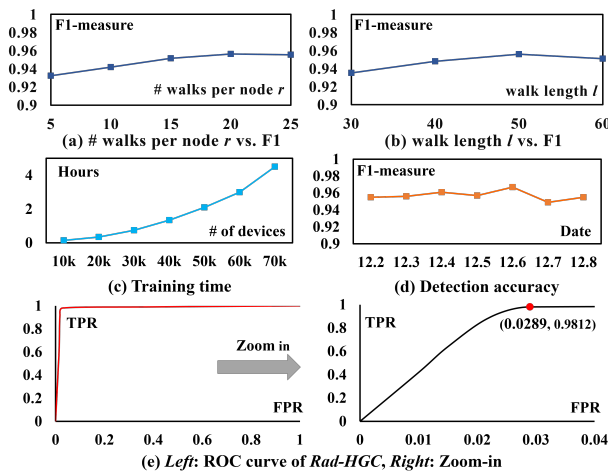 F1-measure
1
0.98
0.96
0.94
0.92
0.9
# walks per node r
5 10 15 20 25
(a) # walks per node r vs. F1
F1-measure
1
0.98
0.96
0.94
0.92
0.9
walk length l
30 40 50 60
(b) walk length l vs. F1
Hours
4
2
0
# of devices
10k 20k 30k 40k 50k 60k 70k
(c) Training time
F1-measure
1
0.98
0.96
0.94
0.92
0.9
Date
12.2 12.3 12.4 12.5 12.6 12.7 12.8
(d) Detection accuracy
TPR
1
0.8
0.6
0.4
0.2
0
FPR
0 0.2 0.4 0.6 0.8 1
Zoom in
TPR
1
0.8
0.6
0.4
0.2
0
(0.0289, 0.9812)
FPR
0 0.01 0.02 0.03 0.04
(e) Left: ROC curve of Rad-HGC, Right: Zoom-in